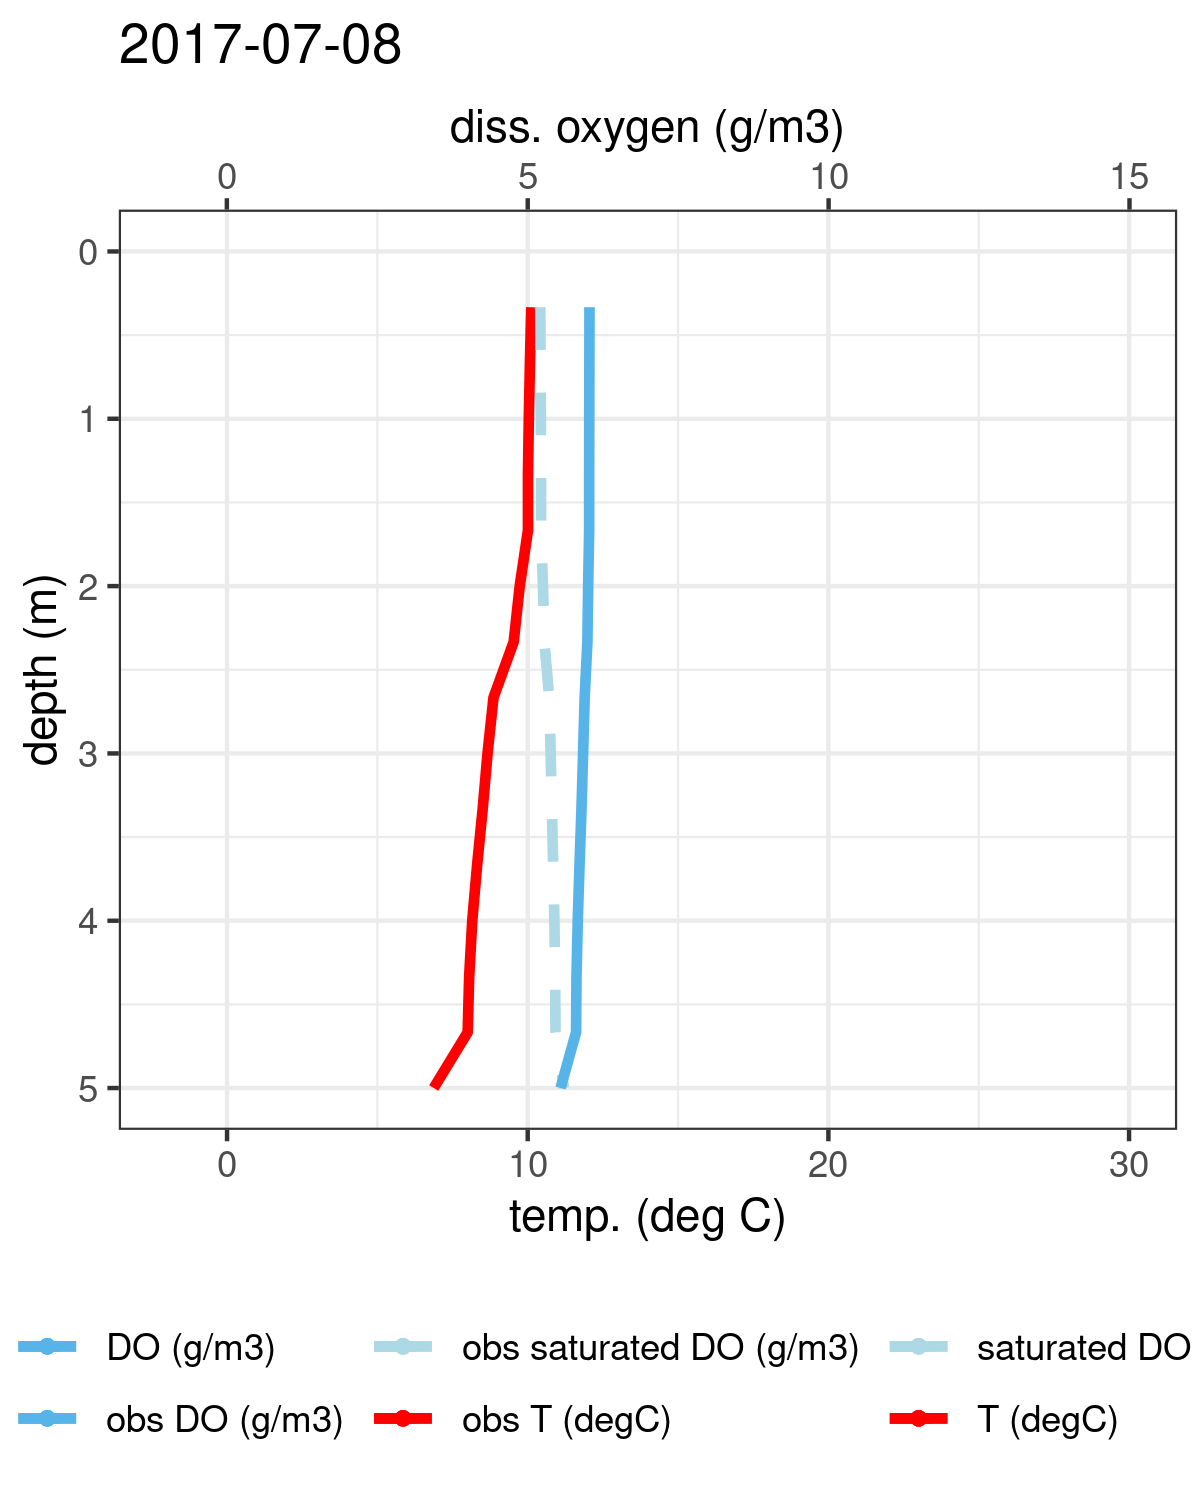 2017-07-08
diss. oxygen (g/m3)
0 5 10 15
0
1
2
3
4
5
depth (m)
0 10 20 30
temp. (deg C)
DO (g/m3) obs saturated DO (g/m3) saturated DO
obs DO (g/m3) obs T (degC) T (degC)